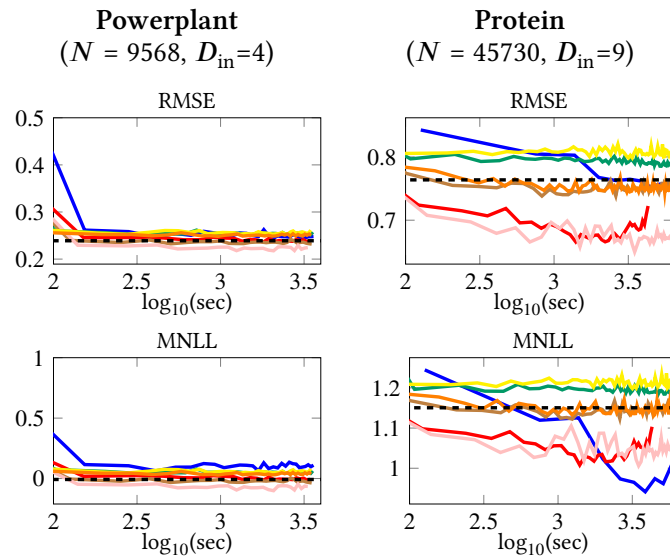 Powerplant
(N = 9568, D_in=4)
Protein
(N = 45730, D_in=9)
RMSE
0.5
0.4
0.3
0.2
2 2.5 3 3.5
log10(sec)
RMSE
0.8
0.7
2 2.5 3 3.5
log10(sec)
MNLL
1
0.5
0
2 2.5 3 3.5
log10(sec)
MNLL
1.2
1.1
1
2 2.5 3 3.5
log10(sec)